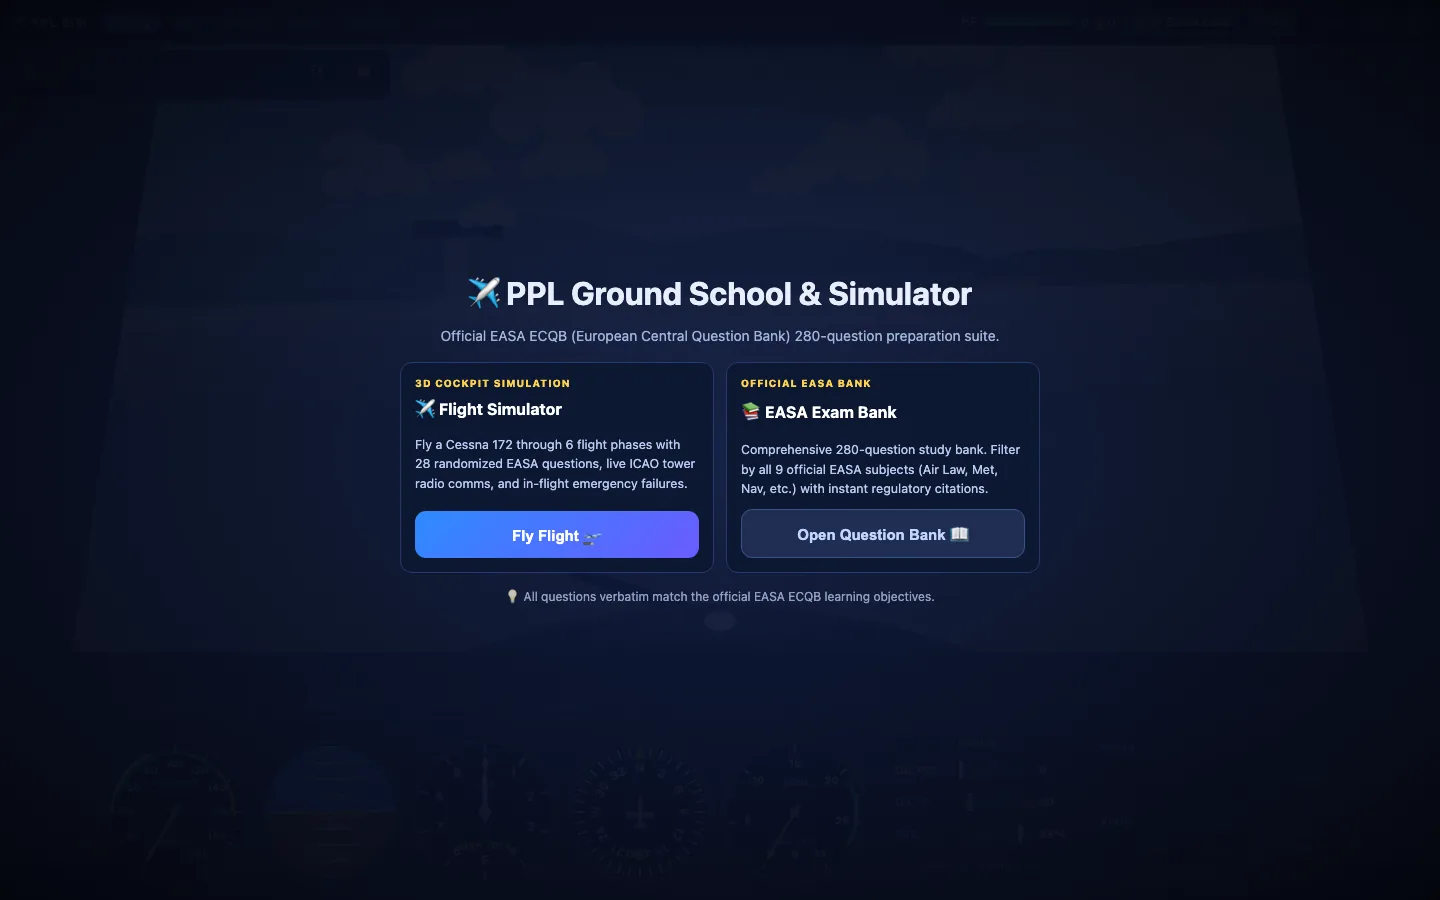 ✈️ PPL Ground School & Simulator
Official EASA ECQB (European Central Question Bank) 280-question preparation suite.
3D COCKPIT SIMULATION
✈️ Flight Simulator
Fly a Cessna 172 through 6 flight phases with
28 randomized EASA questions, live ICAO tower
radio comms, and in-flight emergency failures.
Fly Flight 🛫
OFFICIAL EASA BANK
📚 EASA Exam Bank
Comprehensive 280-question study bank. Filter
by all 9 official EASA subjects (Air Law, Met,
Nav, etc.) with instant regulatory citations.
Open Question Bank 📖
💡 All questions verbatim match the official EASA ECQB learning objectives.